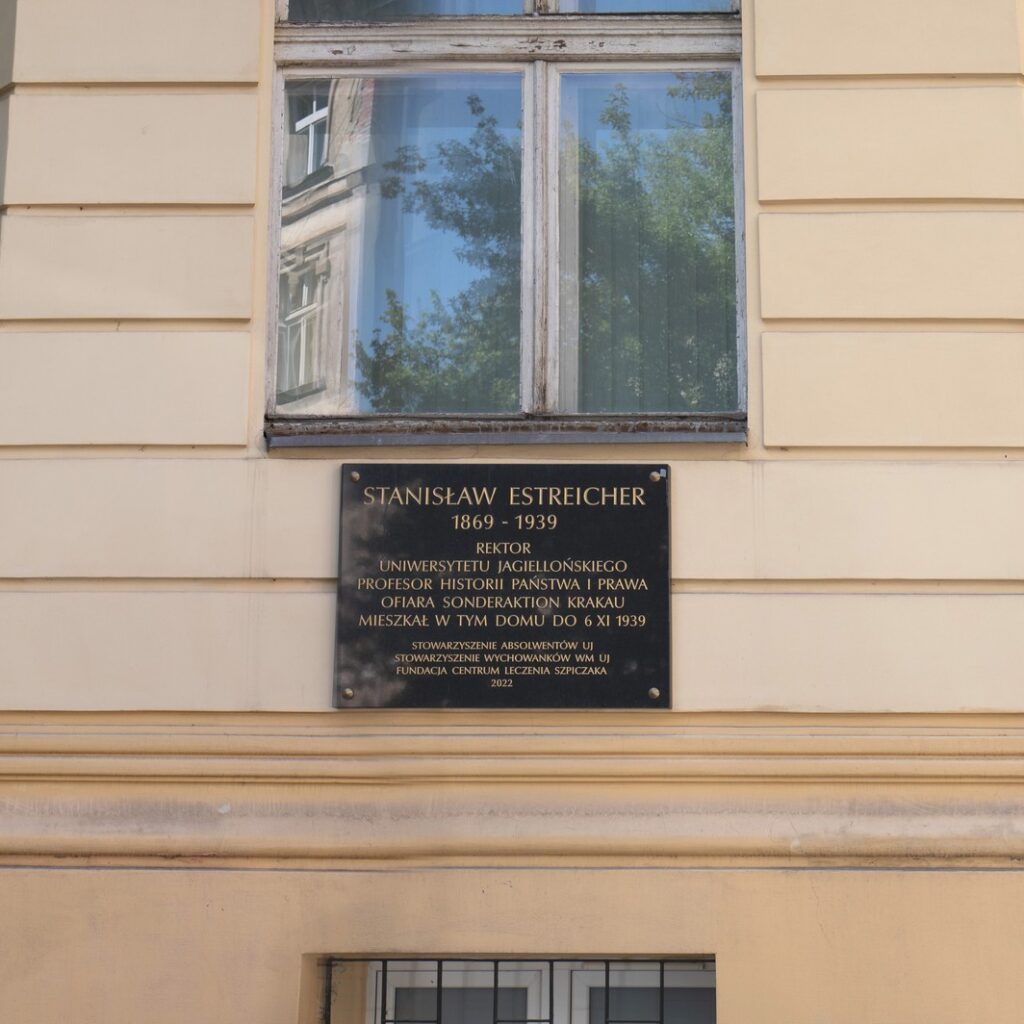 STANISŁAW ESTREICHER
1869 - 1939
REKTOR
UNIWERSYTETU JAGIELLOŃSKIEGO
PROFESOR HISTORII PAŃSTWA I PRAWA
OFIARA SONDERAKTION KRAKAU
MIESZKAŁ W TYM DOMU DO 6 XI 1939
STOWARZYSZENIE ABSOLWENTÓW UJ
STOWARZYSZENIE WYCHOWANKÓW WM UJ
FUNDACJA CENTRUM LECZENIA SZPICZAKA
2022